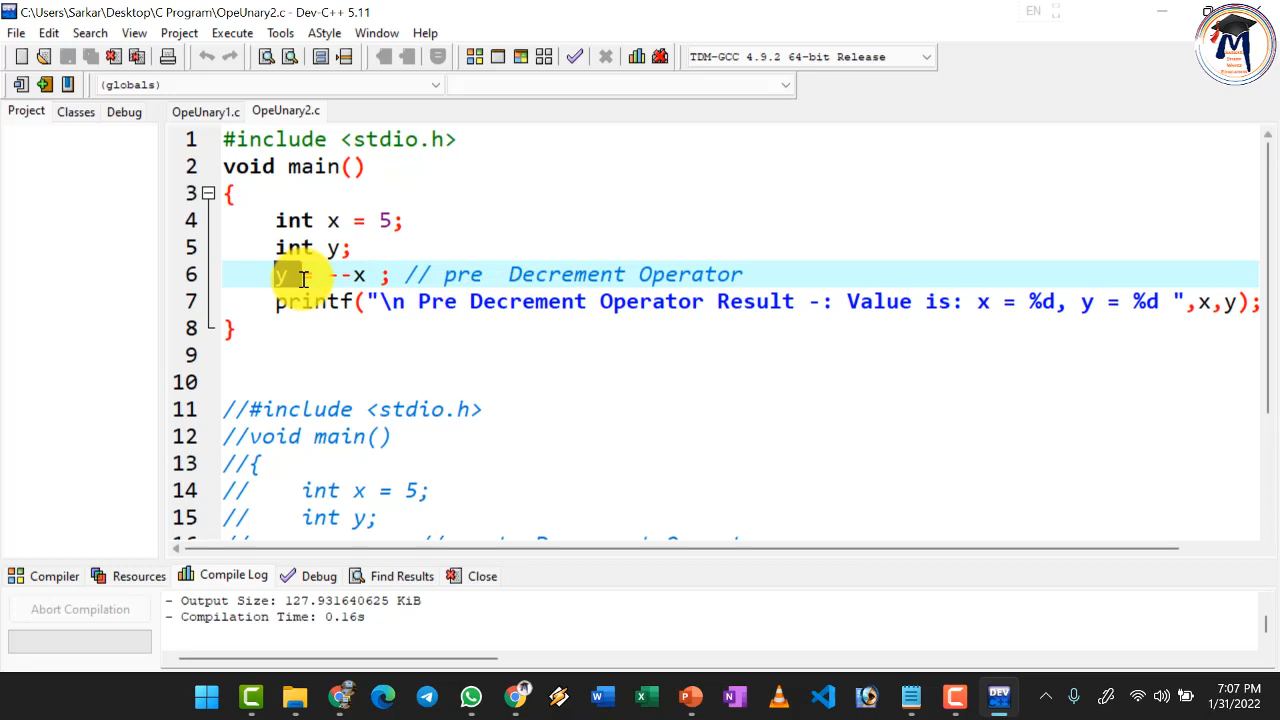 C:\Users\Sarkar\Desktop\C Program\OpeUnary2.c - Dev-C++ 5.11
EN
File Edit Search View Project Execute Tools AStyle Window Help
TDM-GCC 4.9.2 64-bit Release
(globals)
Project Classes Debug OpeUnary1.c OpeUnary2.c
1 #include <stdio.h>
2 void main()
3 {
4 int x = 5;
5 int y;
6 y = --x ; // pre  Decrement Operator
7 printf("\n Pre Decrement Operator Result -: Value is: x = %d, y = %d ",x,y);
8 }
9
10
11 //#include <stdio.h>
12 //void main()
13 //{
14 //    int x = 5;
15 //    int y;
Compiler Resources Compile Log Debug Find Results Close
Abort Compilation
- Output Size: 127.931640625 KiB
- Compilation Time: 0.16s
DEV
7:07 PM
1/31/2022